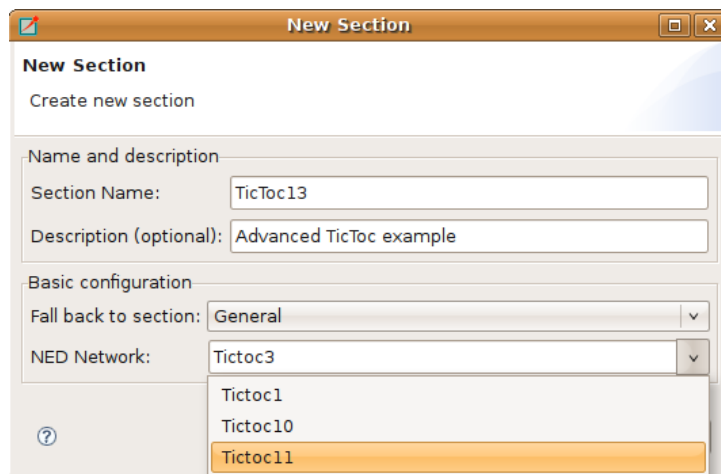 New Section
New Section
Create new section
Name and description
Section Name: TicToc13
Description (optional): Advanced TicToc example
Basic configuration
Fall back to section: General
NED Network: Tictoc3
Tictoc1
Tictoc10
Tictoc11